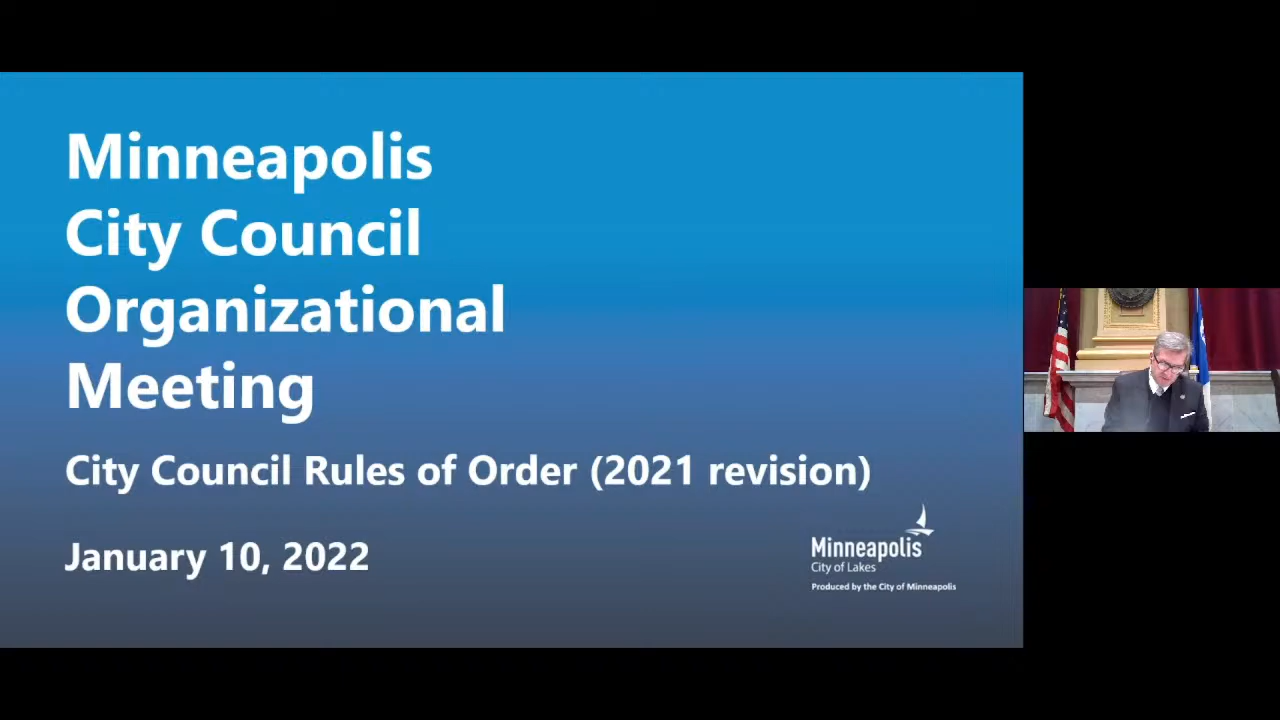 Minneapolis
City Council
Organizational
Meeting
City Council Rules of Order (2021 revision)
January 10, 2022
Minneapolis
City of Lakes
Produced by the City of Minneapolis